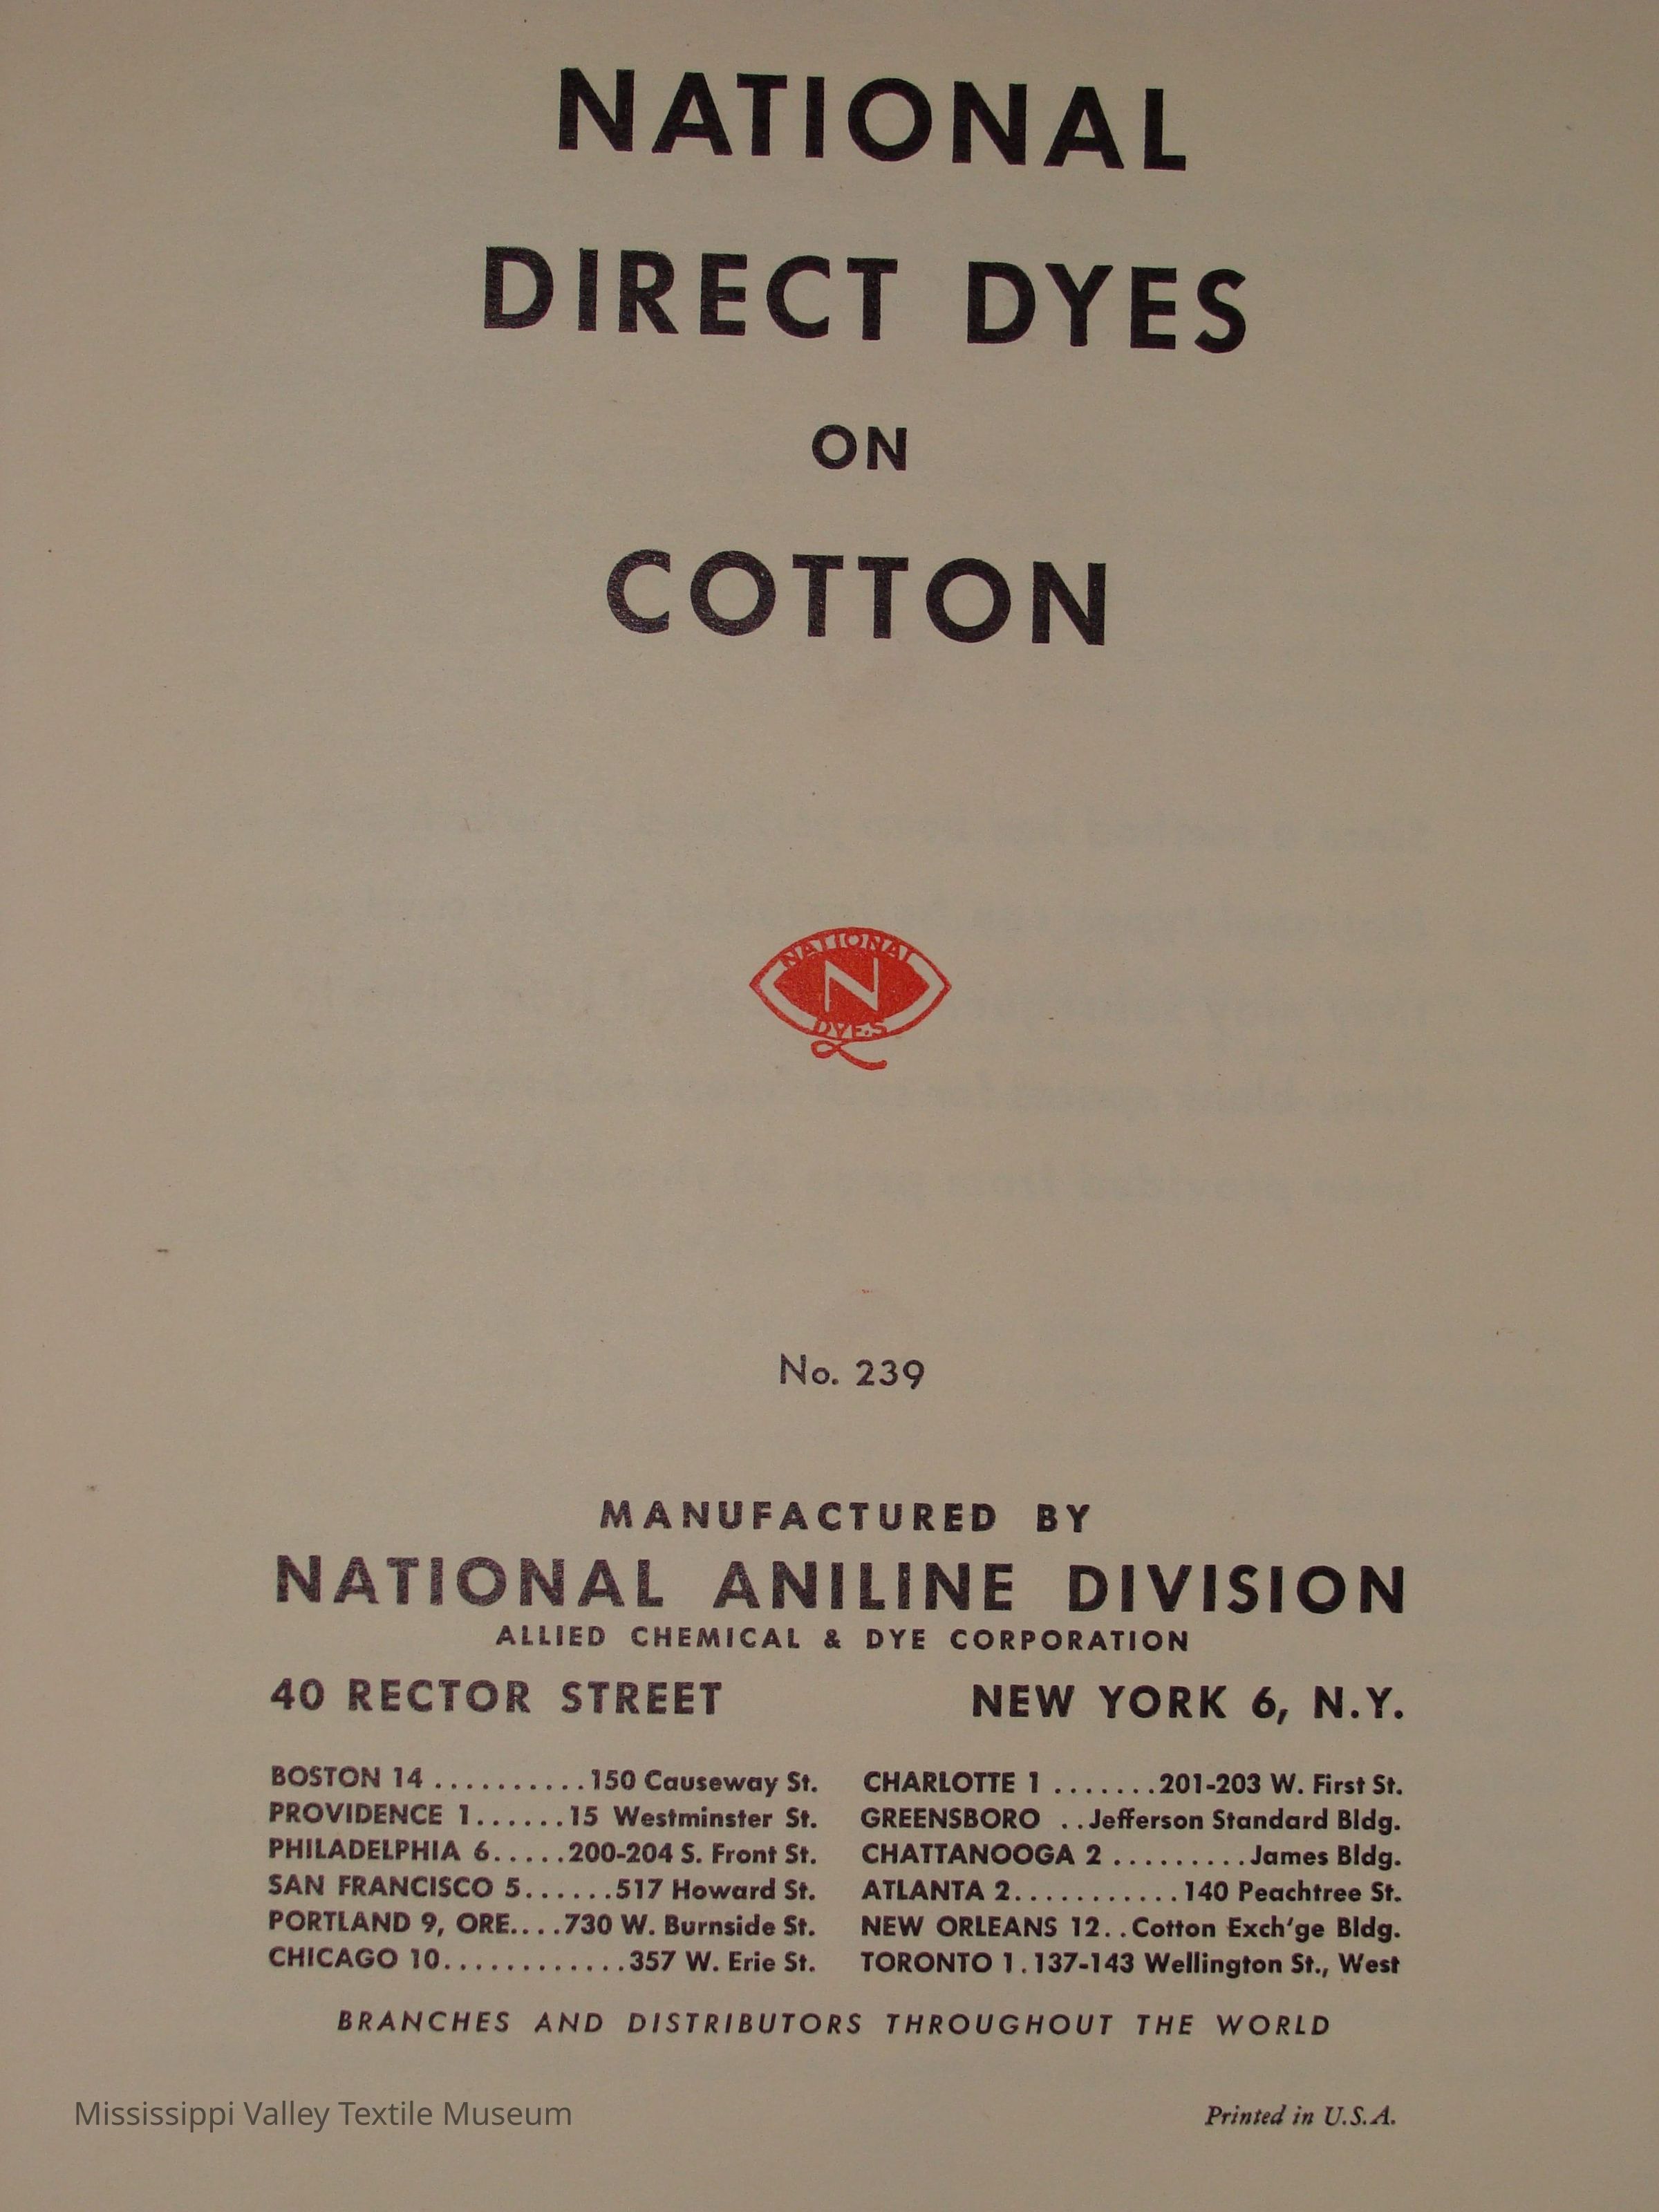 NATIONAL
DIRECT DYES
ON
COTTON
NATIONAL
N
DYES
No. 239
MANUFACTURED BY
NATIONAL ANILINE DIVISION
ALLIED CHEMICAL & DYE CORPORATION
40 RECTOR STREET NEW YORK 6, N.Y.
BOSTON 14 ..........150 Causeway St.
PROVIDENCE 1......15 Westminster St.
PHILADELPHIA 6.....200-204 S. Front St.
SAN FRANCISCO 5......517 Howard St.
PORTLAND 9, ORE....730 W. Burnside St.
CHICAGO 10............357 W. Erie St.
CHARLOTTE 1 .......201-203 W. First St.
GREENSBORO ..Jefferson Standard Bldg.
CHATTANOOGA 2 .........James Bldg.
ATLANTA 2...........140 Peachtree St.
NEW ORLEANS 12..Cotton Exch'ge Bldg.
TORONTO 1.137-143 Wellington St., West
BRANCHES AND DISTRIBUTORS THROUGHOUT THE WORLD
Mississippi Valley Textile Museum
Printed in U.S.A.